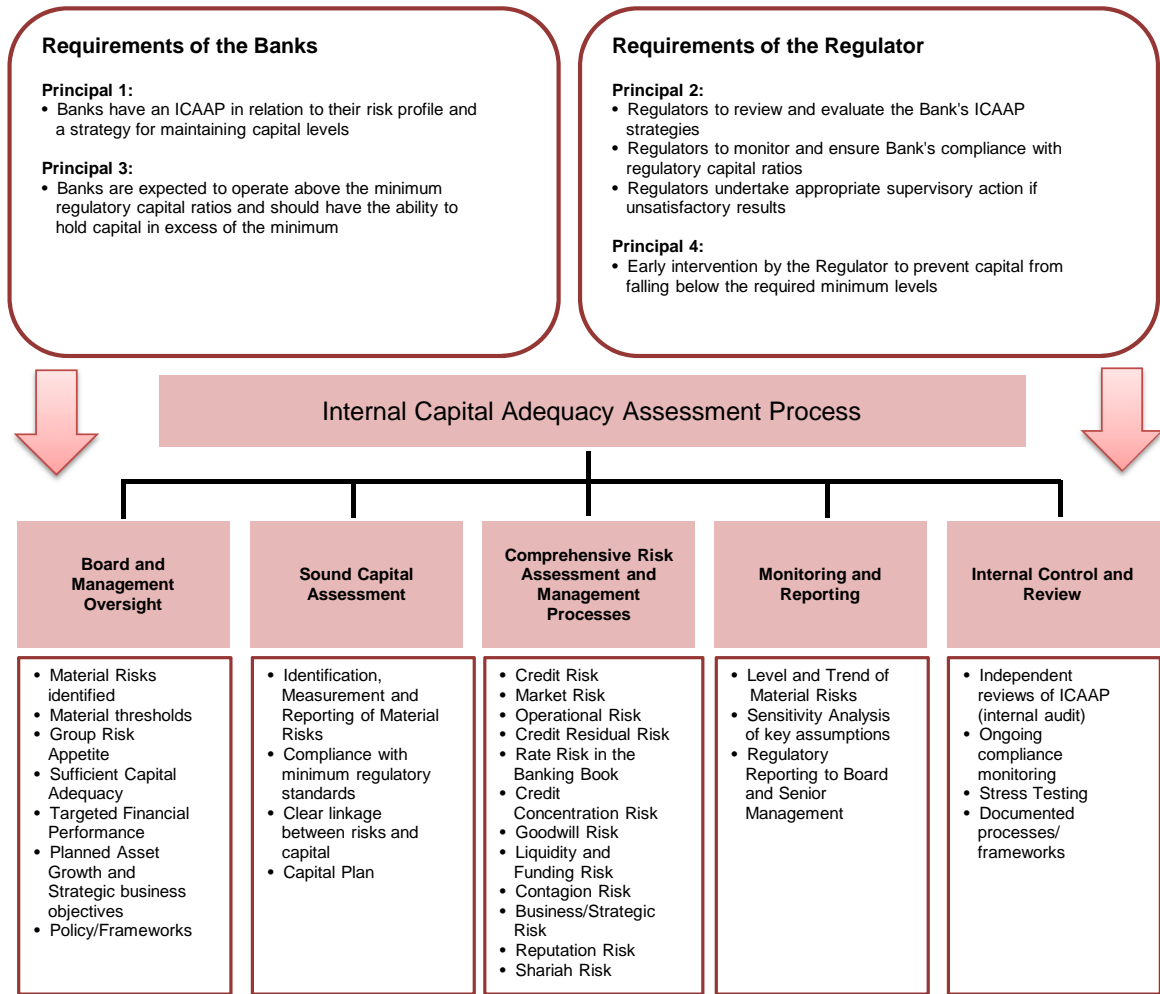 Requirements of the Banks
Principal 1:
• Banks have an ICAAP in relation to their risk profile and
a strategy for maintaining capital levels
Principal 3:
• Banks are expected to operate above the minimum
regulatory capital ratios and should have the ability to
hold capital in excess of the minimum
Requirements of the Regulator
Principal 2:
• Regulators to review and evaluate the Bank's ICAAP
strategies
• Regulators to monitor and ensure Bank's compliance with
regulatory capital ratios
• Regulators undertake appropriate supervisory action if
unsatisfactory results
Principal 4:
• Early intervention by the Regulator to prevent capital from
falling below the required minimum levels
Internal Capital Adequacy Assessment Process
Board and
Management
Oversight
• Material Risks
identified
• Material thresholds
• Group Risk
Appetite
• Sufficient Capital
Adequacy
• Targeted Financial
Performance
• Planned Asset
Growth and
Strategic business
objectives
• Policy/Frameworks
Sound Capital
Assessment
• Identification,
Measurement and
Reporting of Material
Risks
• Compliance with
minimum regulatory
standards
• Clear linkage
between risks and
capital
• Capital Plan
Comprehensive Risk
Assessment and
Management
Processes
• Credit Risk
• Market Risk
• Operational Risk
• Credit Residual Risk
• Rate Risk in the
Banking Book
• Credit
Concentration Risk
• Goodwill Risk
• Liquidity and
Funding Risk
• Contagion Risk
• Business/Strategic
Risk
• Reputation Risk
• Shariah Risk
Monitoring and
Reporting
• Level and Trend of
Material Risks
• Sensitivity Analysis
of key assumptions
• Regulatory
Reporting to Board
and Senior
Management
Internal Control and
Review
• Independent
reviews of ICAAP
(internal audit)
• Ongoing
compliance
monitoring
• Stress Testing
• Documented
processes/
frameworks